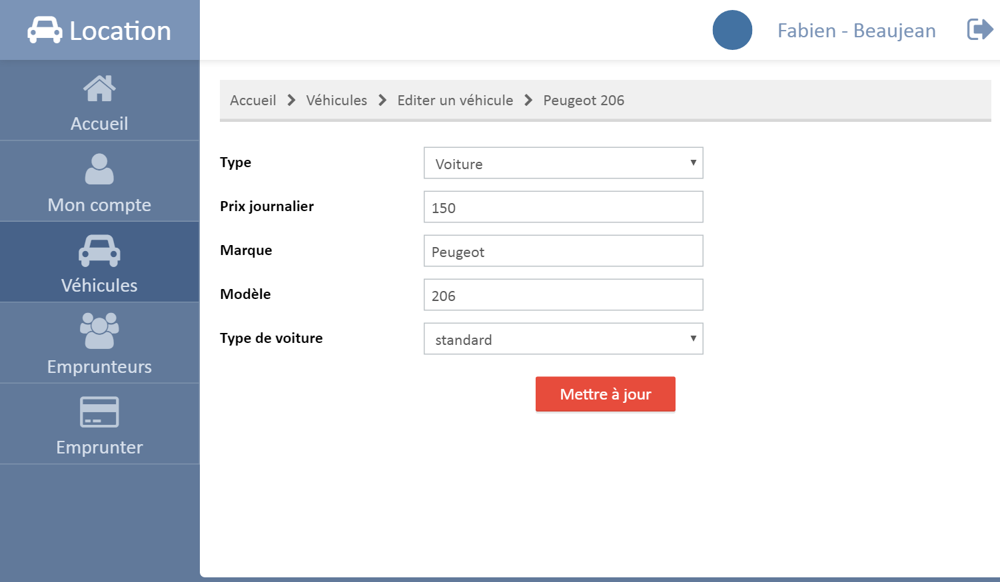 Location
Fabien - Beaujean
Accueil
Mon compte
Véhicules
Emprunteurs
Emprunter
Accueil Véhicules Editer un véhicule Peugeot 206
Type Voiture
Prix journalier 150
Marque Peugeot
Modèle 206
Type de voiture standard
Mettre à jour